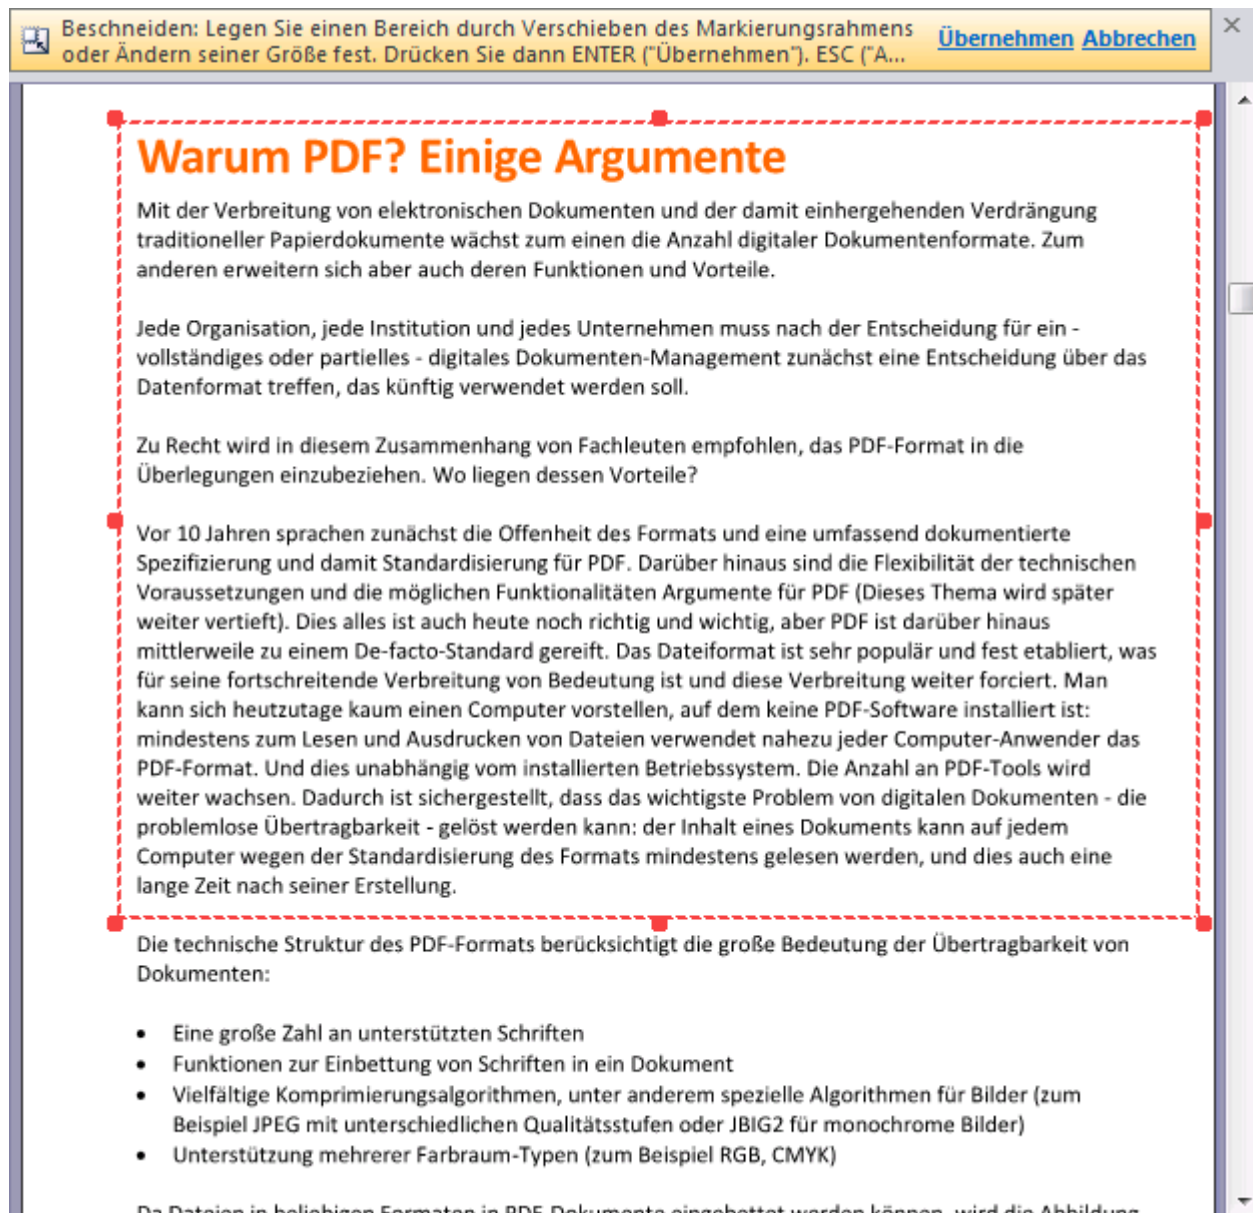 Beschneiden: Legen Sie einen Bereich durch Verschieben des Markierungsrahmens
oder Ändern seiner Größe fest. Drücken Sie dann ENTER ("Übernehmen"). ESC ("A...
Übernehmen Abbrechen
Warum PDF? Einige Argumente
Mit der Verbreitung von elektronischen Dokumenten und der damit einhergehenden Verdrängung
traditioneller Papierdokumente wächst zum einen die Anzahl digitaler Dokumentenformate. Zum
anderen erweitern sich aber auch deren Funktionen und Vorteile.
Jede Organisation, jede Institution und jedes Unternehmen muss nach der Entscheidung für ein -
vollständiges oder partielles - digitales Dokumenten-Management zunächst eine Entscheidung über das
Datenformat treffen, das künftig verwendet werden soll.
Zu Recht wird in diesem Zusammenhang von Fachleuten empfohlen, das PDF-Format in die
Überlegungen einzubeziehen. Wo liegen dessen Vorteile?
Vor 10 Jahren sprachen zunächst die Offenheit des Formats und eine umfassend dokumentierte
Spezifizierung und damit Standardisierung für PDF. Darüber hinaus sind die Flexibilität der technischen
Voraussetzungen und die möglichen Funktionalitäten Argumente für PDF (Dieses Thema wird später
weiter vertieft). Dies alles ist auch heute noch richtig und wichtig, aber PDF ist darüber hinaus
mittlerweile zu einem De-facto-Standard gereift. Das Dateiformat ist sehr populär und fest etabliert, was
für seine fortschreitende Verbreitung von Bedeutung ist und diese Verbreitung weiter forciert. Man
kann sich heutzutage kaum einen Computer vorstellen, auf dem keine PDF-Software installiert ist:
mindestens zum Lesen und Ausdrucken von Dateien verwendet nahezu jeder Computer-Anwender das
PDF-Format. Und dies unabhängig vom installierten Betriebssystem. Die Anzahl an PDF-Tools wird
weiter wachsen. Dadurch ist sichergestellt, dass das wichtigste Problem von digitalen Dokumenten - die
problemlose Übertragbarkeit - gelöst werden kann: der Inhalt eines Dokuments kann auf jedem
Computer wegen der Standardisierung des Formats mindestens gelesen werden, und dies auch eine
lange Zeit nach seiner Erstellung.
Die technische Struktur des PDF-Formats berücksichtigt die große Bedeutung der Übertragbarkeit von
Dokumenten:
• Eine große Zahl an unterstützten Schriften
• Funktionen zur Einbettung von Schriften in ein Dokument
• Vielfältige Komprimierungsalgorithmen, unter anderem spezielle Algorithmen für Bilder (zum
Beispiel JPEG mit unterschiedlichen Qualitätsstufen oder JBIG2 für monochrome Bilder)
• Unterstützung mehrerer Farbraum-Typen (zum Beispiel RGB, CMYK)
Da Dateien in beliebigen Formaten in PDF-Dokumente eingebettet werden können, wird die Abbildung